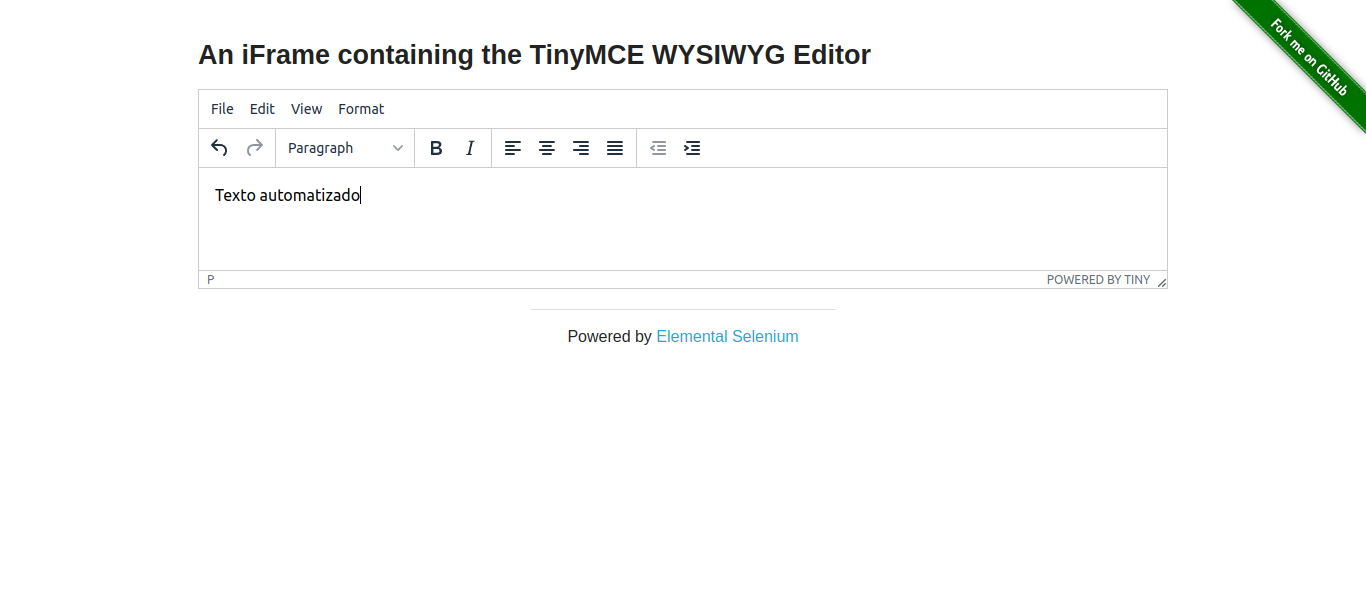 Fork me on GitHub
An iFrame containing the TinyMCE WYSIWYG Editor
File Edit View Format
Paragraph B I
Texto automatizado
P POWERED BY TINY
Powered by Elemental Selenium